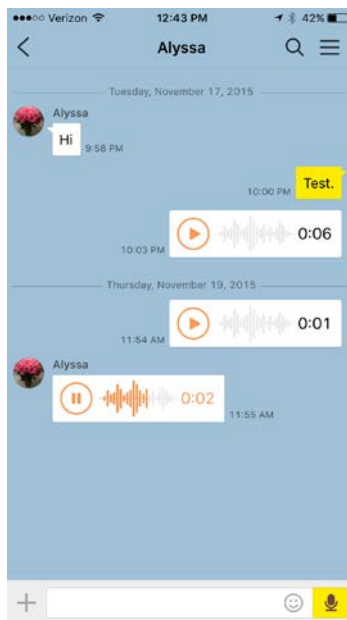 Verizon 12:43 PM 42%
Alyssa
Tuesday, November 17, 2015
Alyssa
Hi
9:58 PM
Test.
10:00 PM
0:06
10:03 PM
Thursday, November 19, 2015
0:01
11:54 AM
Alyssa
0:02
11:55 AM